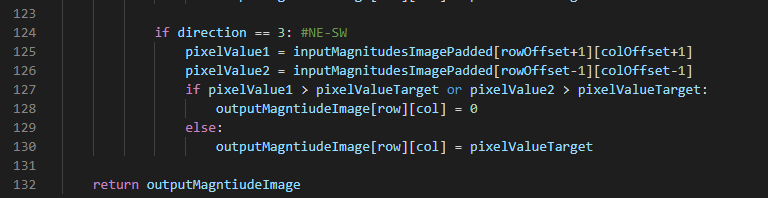 123
124 if direction == 3: #NE-SW
125 pixelValue1 = inputMagnitudesImagePadded[rowOffset+1][colOffset+1]
126 pixelValue2 = inputMagnitudesImagePadded[rowOffset-1][colOffset-1]
127 if pixelValue1 > pixelValueTarget or pixelValue2 > pixelValueTarget:
128 outputMagntiudeImage[row][col] = 0
129 else:
130 outputMagntiudeImage[row][col] = pixelValueTarget
131
132 return outputMagntiudeImage